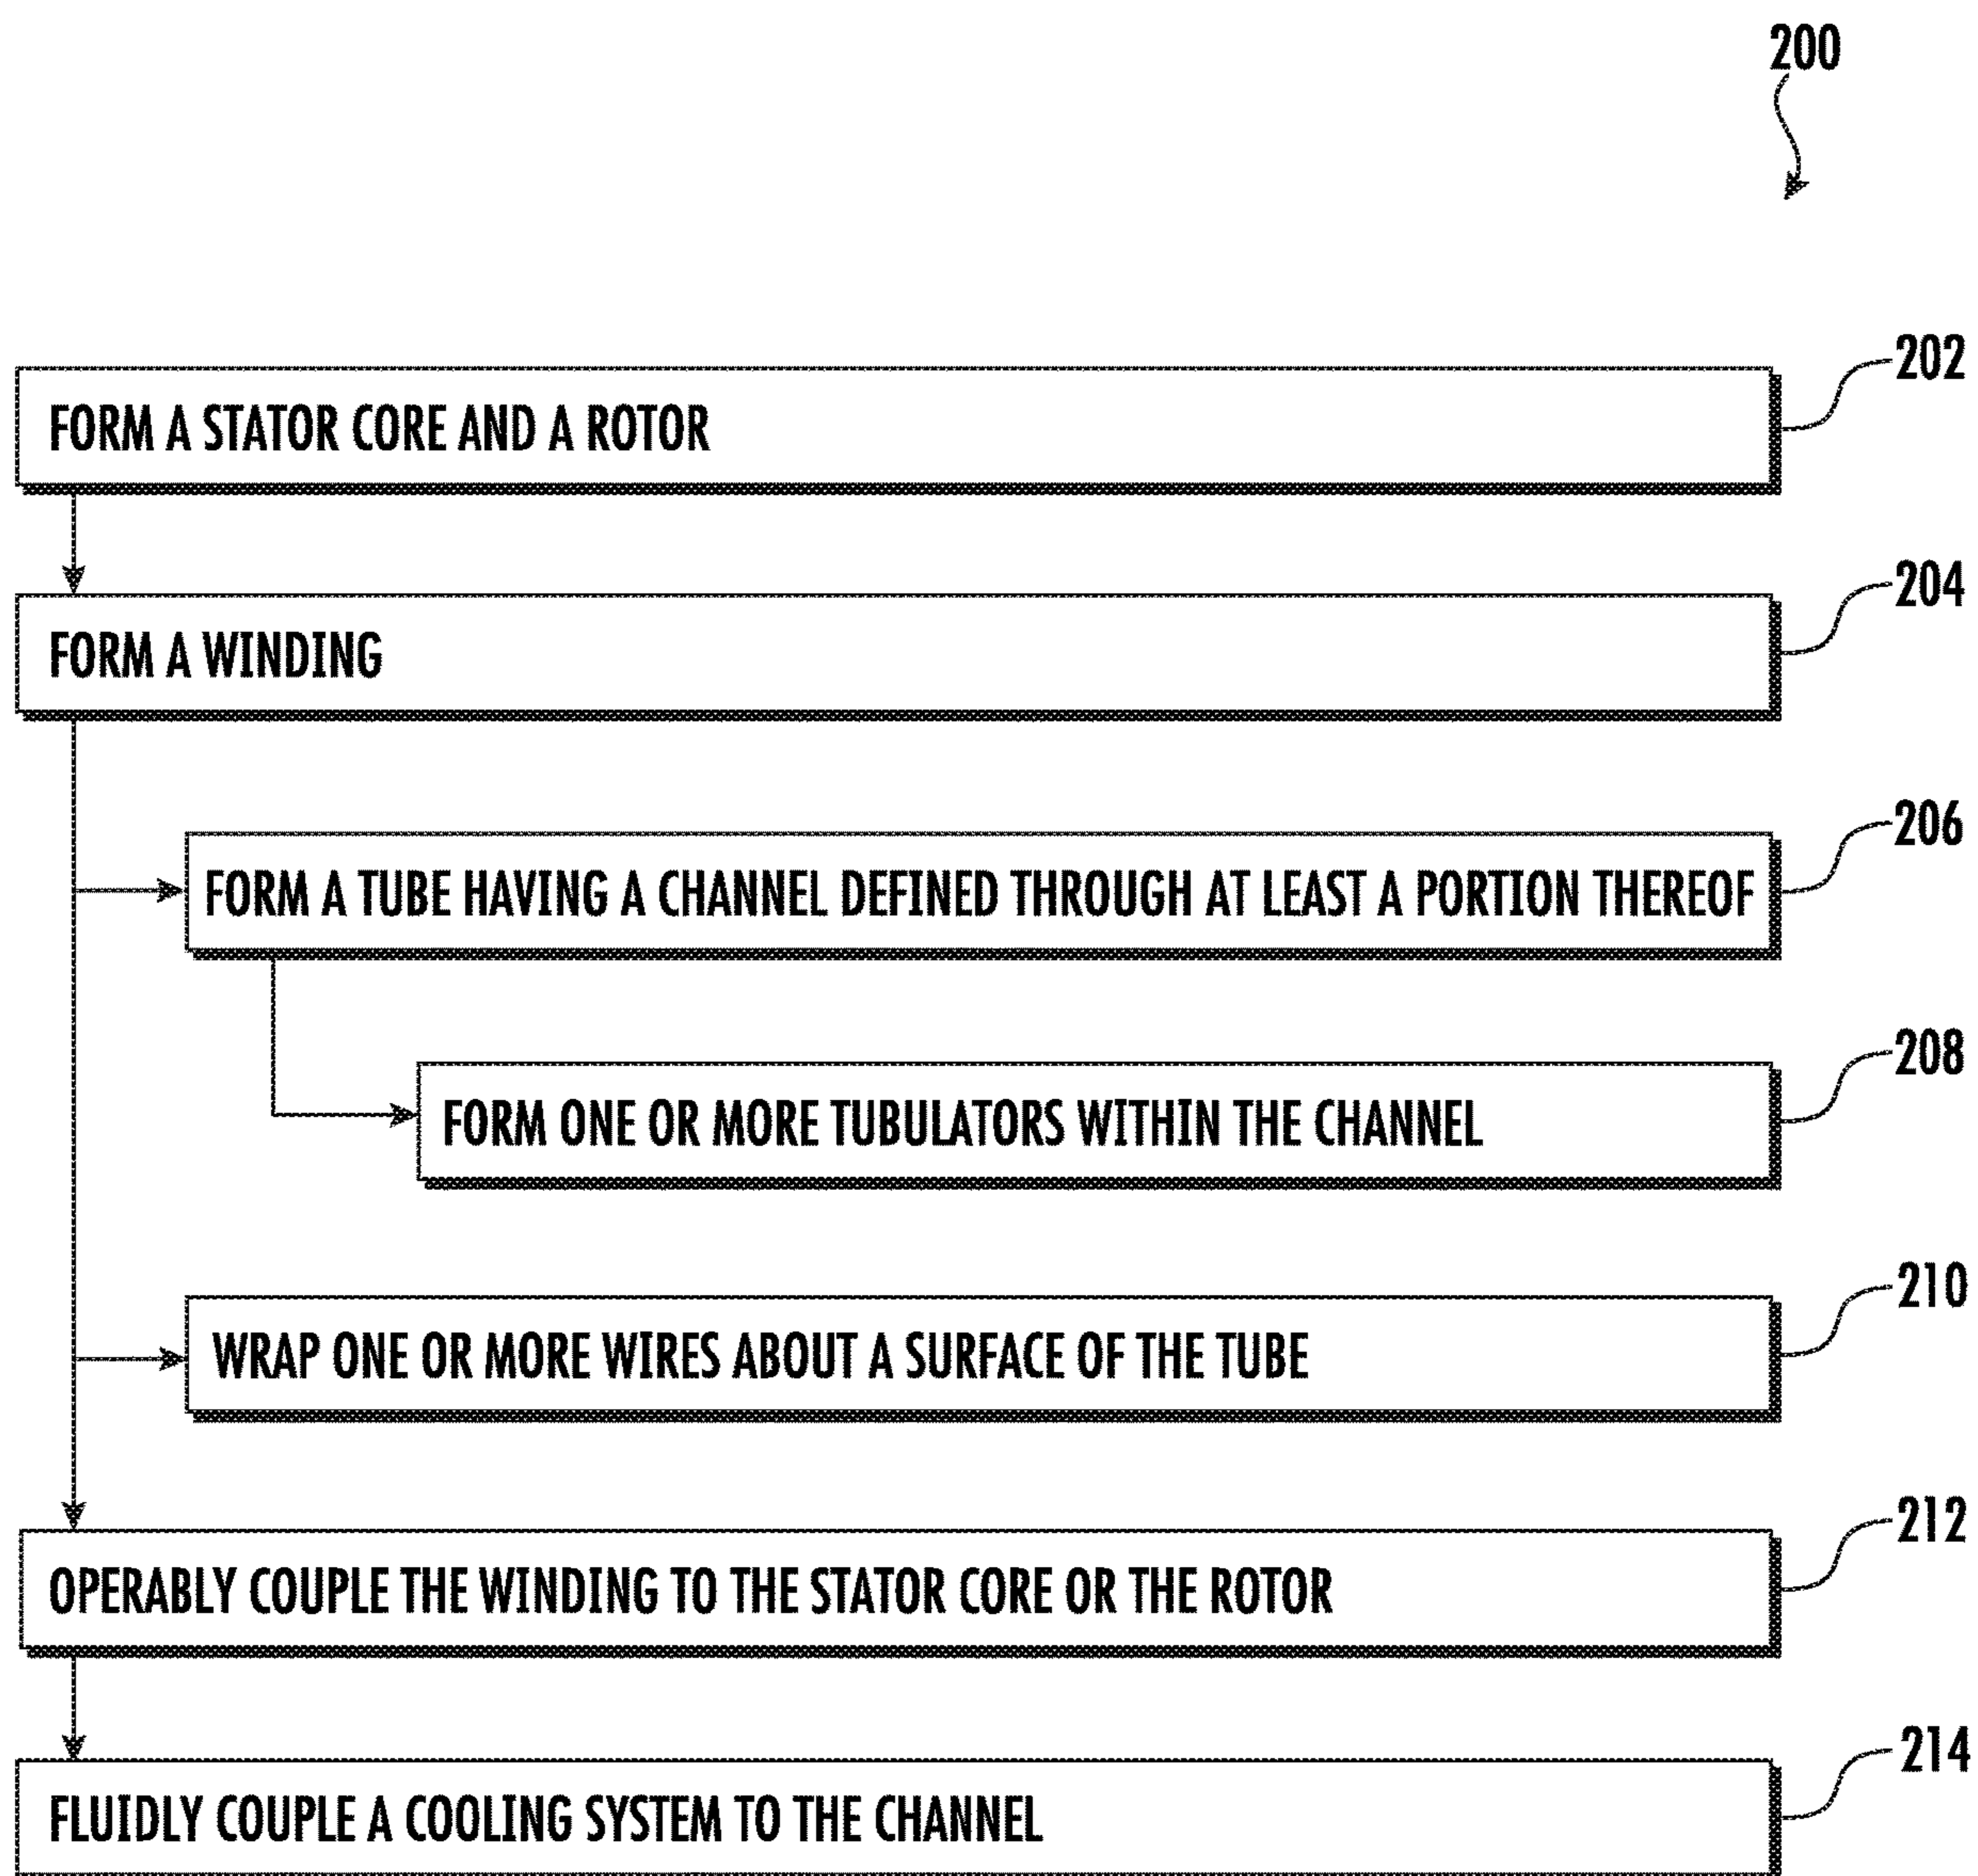 200
202
FORM A STATOR CORE AND A ROTOR
204
FORM A WINDING
206
FORM A TUBE HAVING A CHANNEL DEFINED THROUGH AT LEAST A PORTION THEREOF
208
FORM ONE OR MORE TUBULATORS WITHIN THE CHANNEL
210
WRAP ONE OR MORE WIRES ABOUT A SURFACE OF THE TUBE
212
OPERABLY COUPLE THE WINDING TO THE STATOR CORE OR THE ROTOR
214
FLUIDLY COUPLE A COOLING SYSTEM TO THE CHANNEL